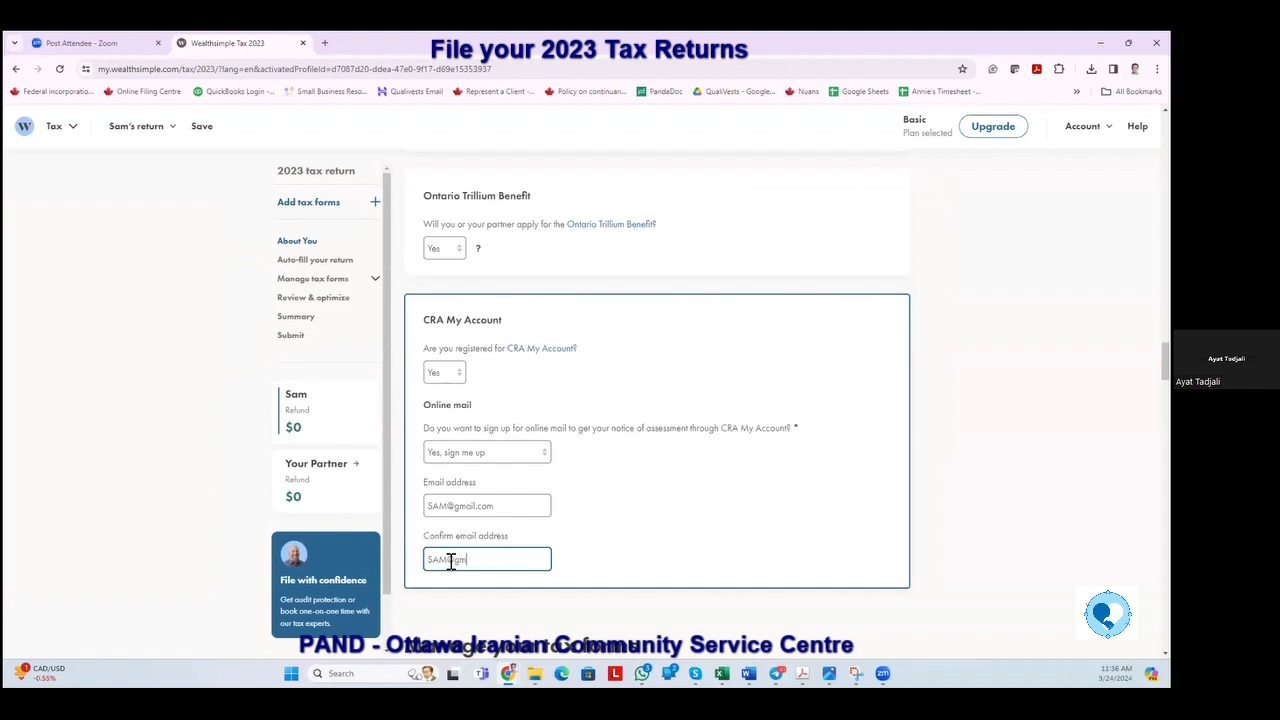 File your 2023 Tax Returns
Post Attendee - Zoom
Wealthsimple Tax 2023
my.wealthsimple.com/tax/2023/?lang=en&activatedProfileId=d7087d20-ddea-47e0-9f17-d69e15353937
Federal incorporatio... Online Filing Centre QuickBooks Login -... Small Business Reso... Qualivests Email Represent a Client -... Policy on continuan... PandaDoc QualiVests - Google... Nuans Google Sheets Annie's Timesheet -... » All Bookmarks
W Tax Sam's return Save Basic Upgrade Account Help
Plan selected
2023 tax return
Add tax forms +
About You
Auto-fill your return
Manage tax forms
Review & optimize
Summary
Submit
Sam
Refund
$0
Your Partner →
Refund
$0
File with confidence
Get audit protection or
book one-on-one time with
our tax experts.
Ontario Trillium Benefit
Will you or your partner apply for the Ontario Trillium Benefit?
Yes ?
CRA My Account
Are you registered for CRA My Account?
Yes
Online mail
Do you want to sign up for online mail to get your notice of assessment through CRA My Account? *
Yes, sign me up
Email address
SAM@gmail.com
Confirm email address
SAM@gm
Ayat Tadjali
Ayat Tadjali
PAND - Ottawa Iranian Community Service Centre
CAD/USD
-0.55%
Search
11:36 AM
3/24/2024